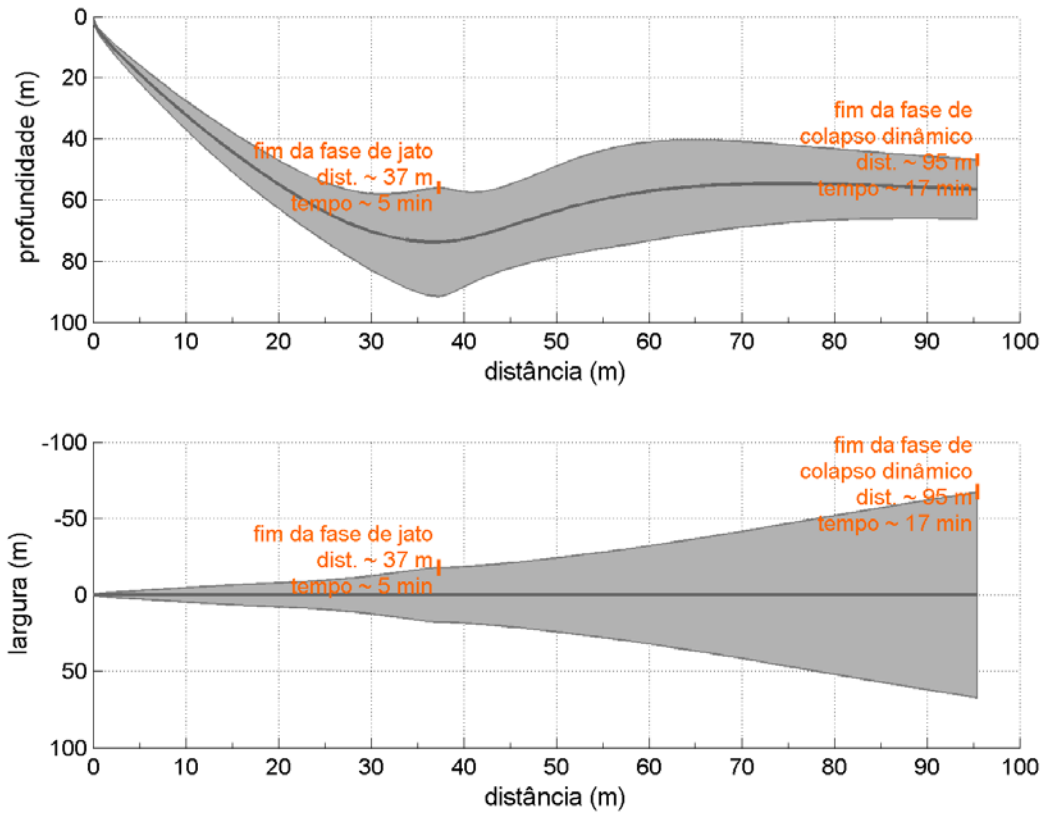 0
20
40
60
80
100
profundidade (m)
fim da fase de jato
dist. ~ 37 m
tempo ~ 5 min
fim da fase de
colapso dinâmico
dist. ~ 95 m
tempo ~ 17 min
0 10 20 30 40 50 60 70 80 90 100
distância (m)
-100
-50
0
50
100
largura (m)
fim da fase de jato
dist. ~ 37 m
tempo ~ 5 min
fim da fase de
colapso dinâmico
dist. ~ 95 m
tempo ~ 17 min
0 10 20 30 40 50 60 70 80 90 100
distância (m)